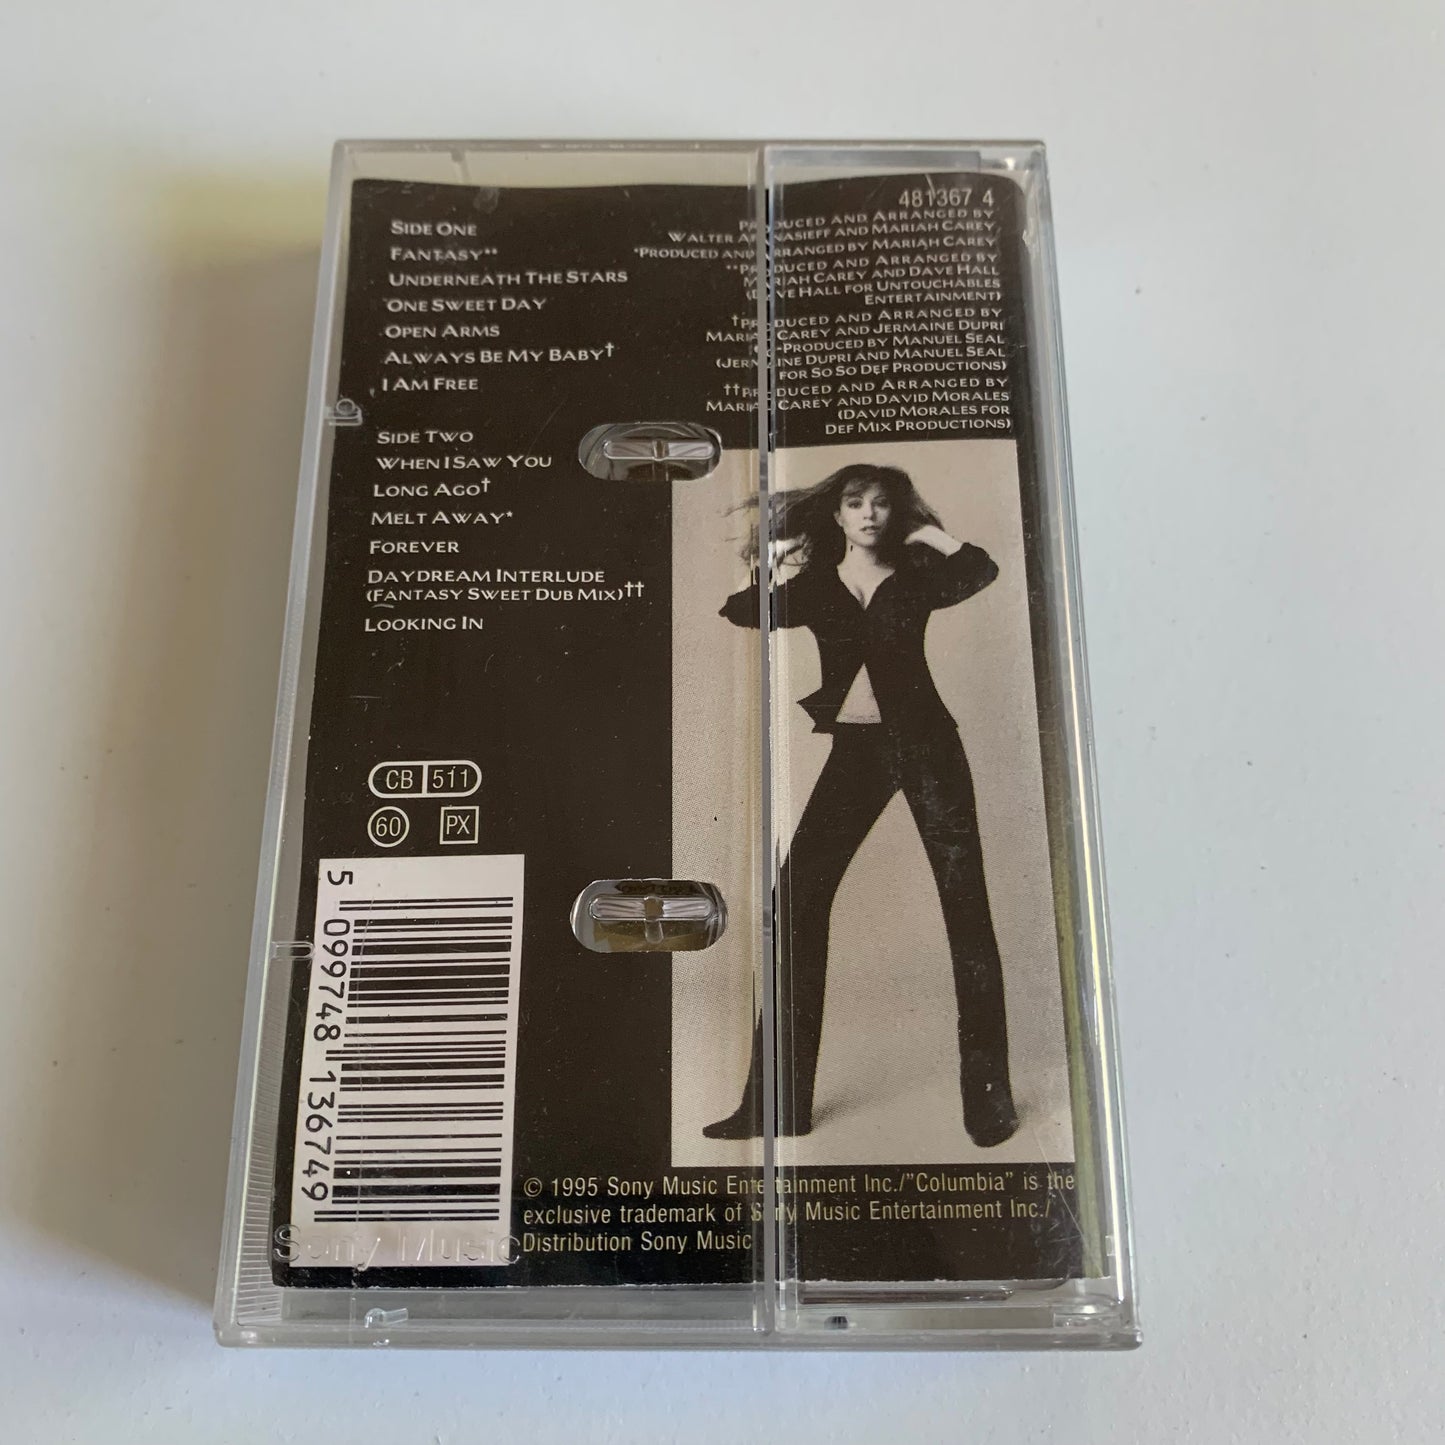 SIDE ONE
FANTASY**
UNDERNEATH THE STARS
ONE SWEET DAY
OPEN ARMS
ALWAYS BE MY BABY†
I AM FREE
SIDE TWO
WHEN I SAW YOU
LONG AGO†
MELT AWAY*
FOREVER
DAYDREAM INTERLUDE
(FANTASY SWEET DUB MIX)††
LOOKING IN
481367 4
PRODUCED AND ARRANGED BY
WALTER AFANASIEFF AND MARIAH CAREY
*PRODUCED AND ARRANGED BY MARIAH CAREY
**PRODUCED AND ARRANGED BY
MARIAH CAREY AND DAVE HALL
(DAVE HALL FOR UNTOUCHABLES
ENTERTAINMENT)
†PRODUCED AND ARRANGED BY
MARIAH CAREY AND JERMAINE DUPRI
PRODUCED BY MANUEL SEAL
(JERMAINE DUPRI AND MANUEL SEAL
FOR SO SO DEF PRODUCTIONS)
††PRODUCED AND ARRANGED BY
MARIAH CAREY AND DAVID MORALES
(DAVID MORALES FOR
DEF MIX PRODUCTIONS)
CB 511
60 PX
5 099748 136749
© 1995 Sony Music Entertainment Inc./"Columbia" is the
exclusive trademark of Sony Music Entertainment Inc./
Distribution Sony Music
Sony Music